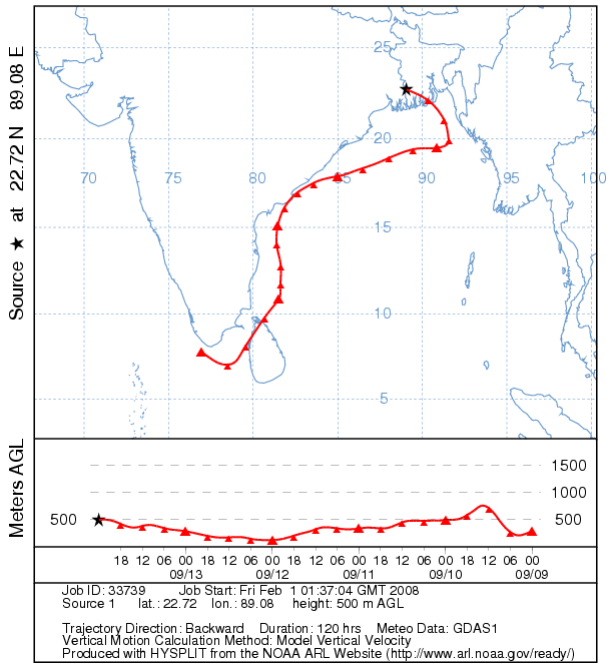 Source ★ at 22.72 N 89.08 E
25
20
70 75 80 85 90 95 100
15
10
5
Meters AGL
1500
1000
500 500
18 12 06 00 18 12 06 00 18 12 06 00 18 12 06 00 18 12 06 00
09/13 09/12 09/11 09/10 09/09
Job ID: 33739 Job Start: Fri Feb 1 01:37:04 GMT 2008
Source 1 lat.: 22.72 lon.: 89.08 height: 500 m AGL
Trajectory Direction: Backward Duration: 120 hrs Meteo Data: GDAS1
Vertical Motion Calculation Method: Model Vertical Velocity
Produced with HYSPLIT from the NOAA ARL Website (http://www.arl.noaa.gov/ready/)